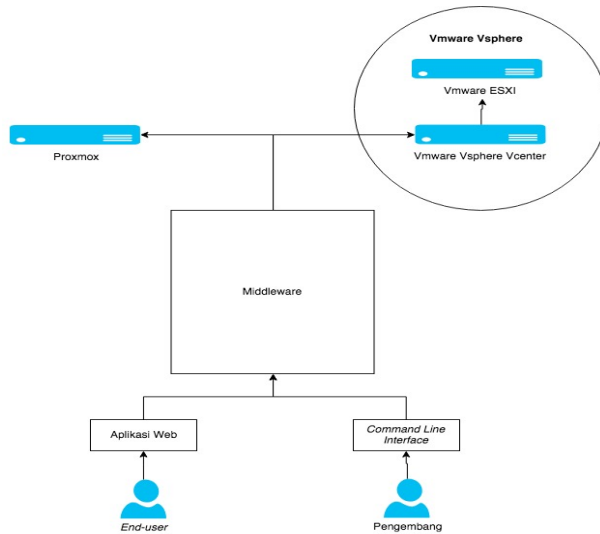 Vmware Vsphere
Vmware ESXI
Proxmox
Vmware Vsphere Vcenter
Middleware
Aplikasi Web
Command Line
Interface
End-user
Pengembang